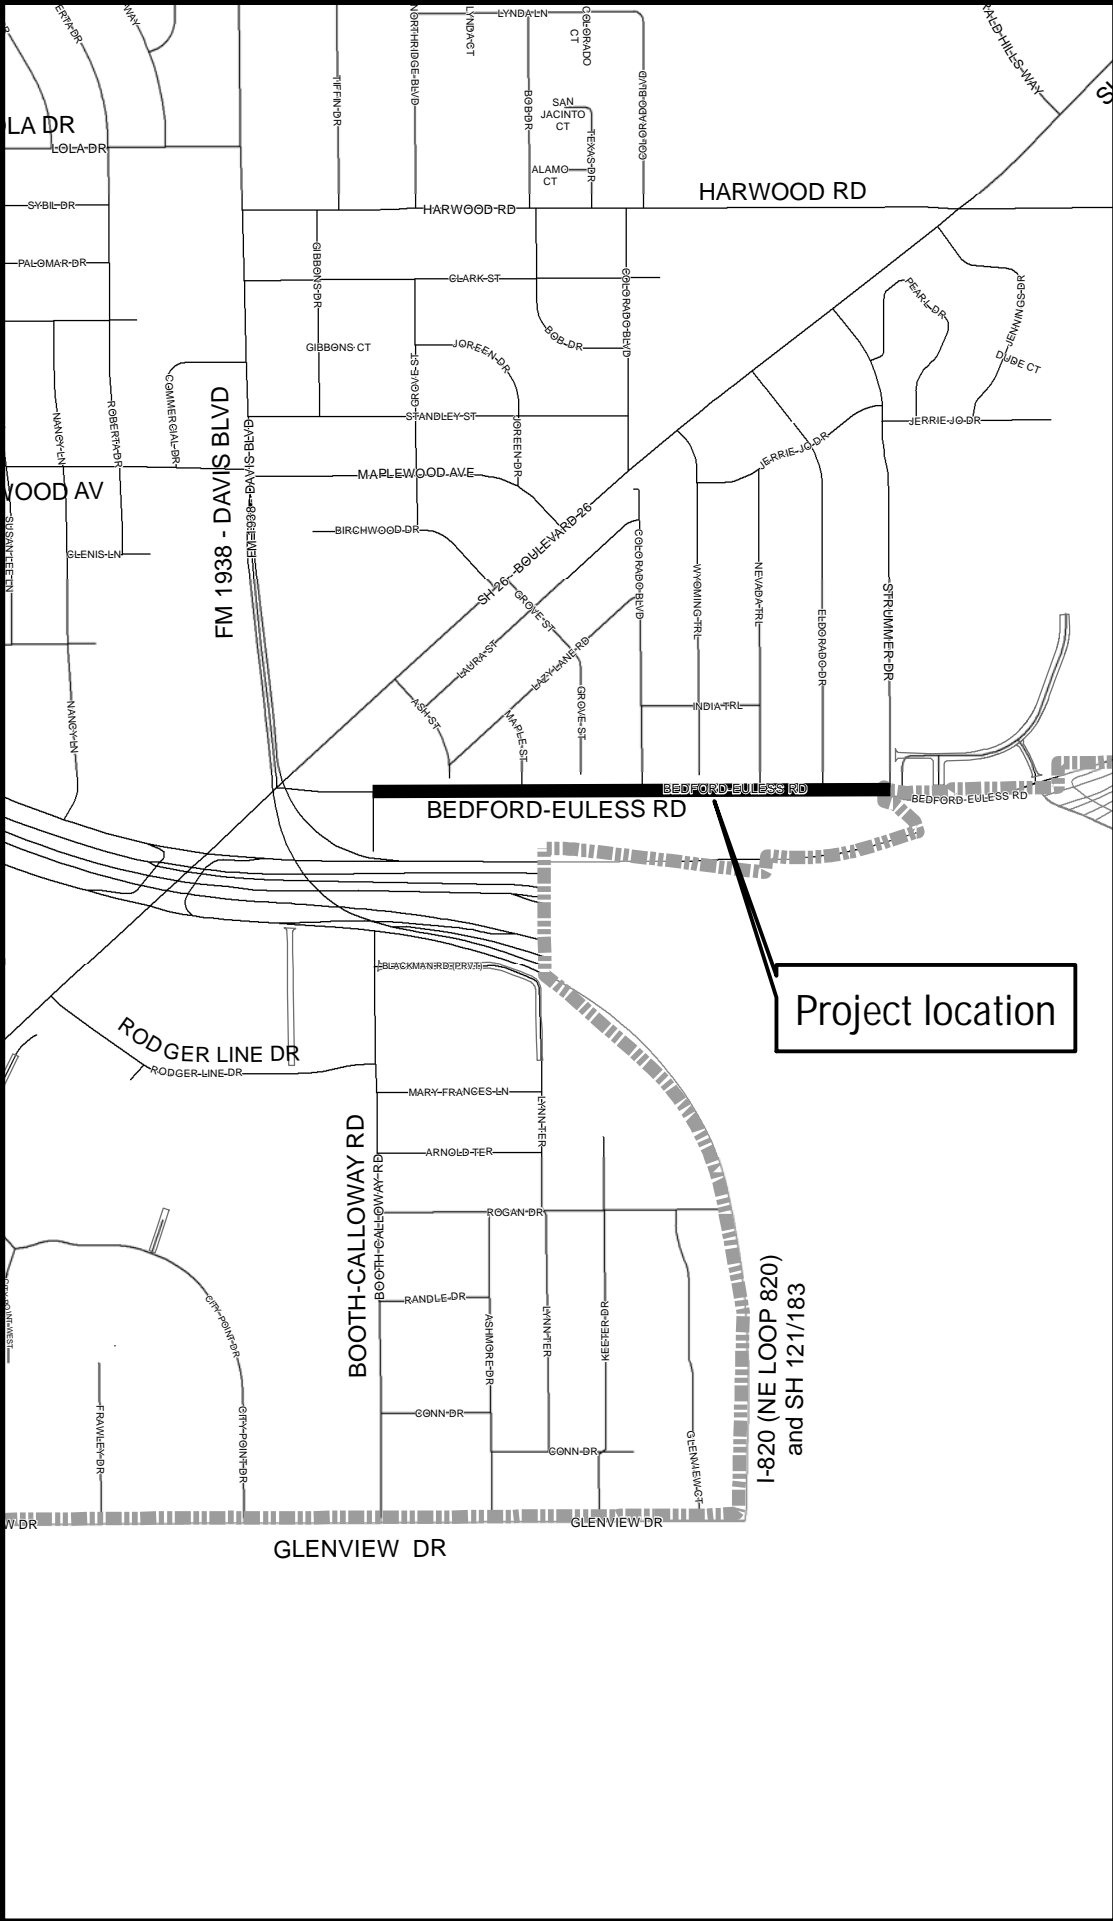 NORTHRIDGE BLVD
LYNDA CT
LYNDA LN
COLORADO
CT
TIFFIN DR
BOB DR
SAN
JACINTO
CT
TEXAS DR
COLORADO BLVD
ALAMO
CT
LOLA DR
SYBIL DR
PALOMAR DR
HARWOOD RD
HARWOOD RD
GIBBONS DR
CLARK ST
COLORADO BLVD
BOB DR
GIBBONS CT
JOREEN DR
GROVE ST
PEARL DR
JENNINGS DR
DUDE CT
COMMERCIAL DR
NANCY LN
ROBERTA DR
FM 1938 - DAVIS BLVD
STANDLEY ST
JOREEN DR
JERRIE JO DR
JERRIE JO DR
MAPLEWOOD AVE
WOOD AV
SUSAN LEE LN
GLENIS LN
BIRCHWOOD DR
SH 26 - BOULEVARD 26
GROVE ST
COLORADO BLVD
WYOMING TRL
NEVADA TRL
ELDORADO DR
STRUMMER DR
LAURA ST
LAZY LANE RD
ASH ST
MAPLE ST
GROVE ST
INDIA TRL
NANCY LN
BEDFORD-EULESS RD
BEDFORD-EULESS RD
BEDFORD-EULESS RD
BLACKMAN RD (PRVT)
Project location
RODGER LINE DR
RODGER LINE DR
MARY FRANCES LN
LYNN TER
ARNOLD TER
BOOTH-CALLOWAY RD
BOOTH-CALLOWAY RD
ROGAN DR
RANDLE DR
ASHMORE DR
LYNN TER
KEETER DR
CITY POINT DR
I-820 (NE LOOP 820)
and SH 121/183
FRAWLEY DR
CITY POINT DR
CONN DR
CONN DR
GLENVIEW CT
W DR
GLENVIEW DR
GLENVIEW DR